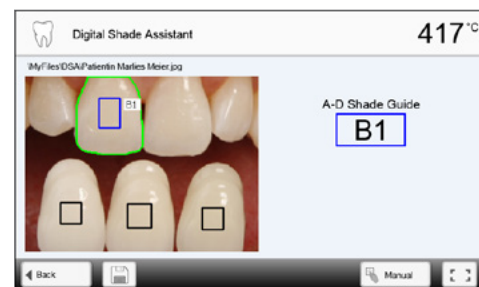 Digital Shade Assistant
417°C
\MyFiles\DSA\Patientin Marlies Meier.jpg
B1
A-D Shade Guide
B1
Back
Manual